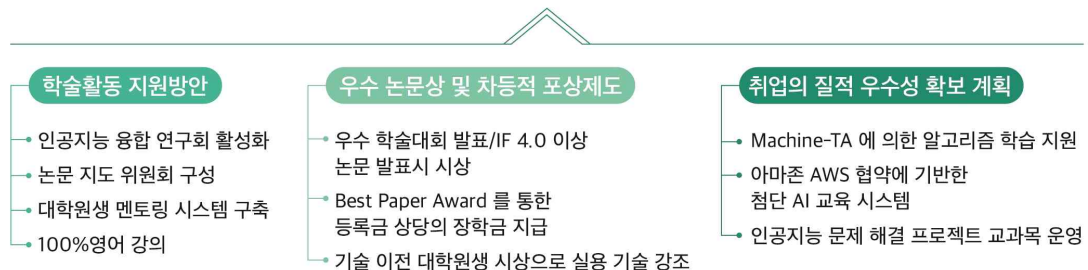 학술활동 지원방안
인공지능 융합 연구회 활성화
논문 지도 위원회 구성
대학원생 멘토링 시스템 구축
100%영어 강의
우수 논문상 및 차등적 포상제도
우수 학술대회 발표/IF 4.0 이상
논문 발표시 시상
Best Paper Award 를 통한
등록금 상당의 장학금 지급
기술 이전 대학원생 시상으로 실용 기술 강조
취업의 질적 우수성 확보 계획
Machine-TA 에 의한 알고리즘 학습 지원
아마존 AWS 협약에 기반한
첨단 AI 교육 시스템
인공지능 문제 해결 프로젝트 교과목 운영